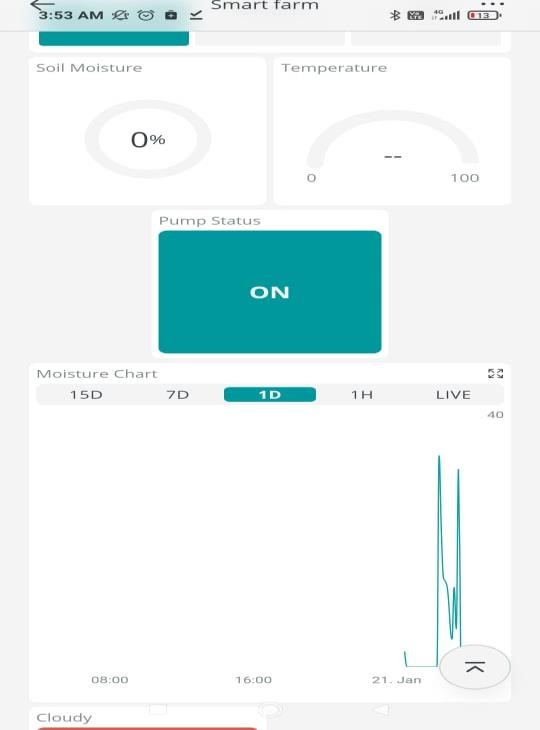 Smart farm
3:53 AM
4G
13
Soil Moisture
Temperature
0%
--
0
100
Pump Status
ON
Moisture Chart
15D
7D
1D
1H
LIVE
40
08:00
16:00
21. Jan
Cloudy